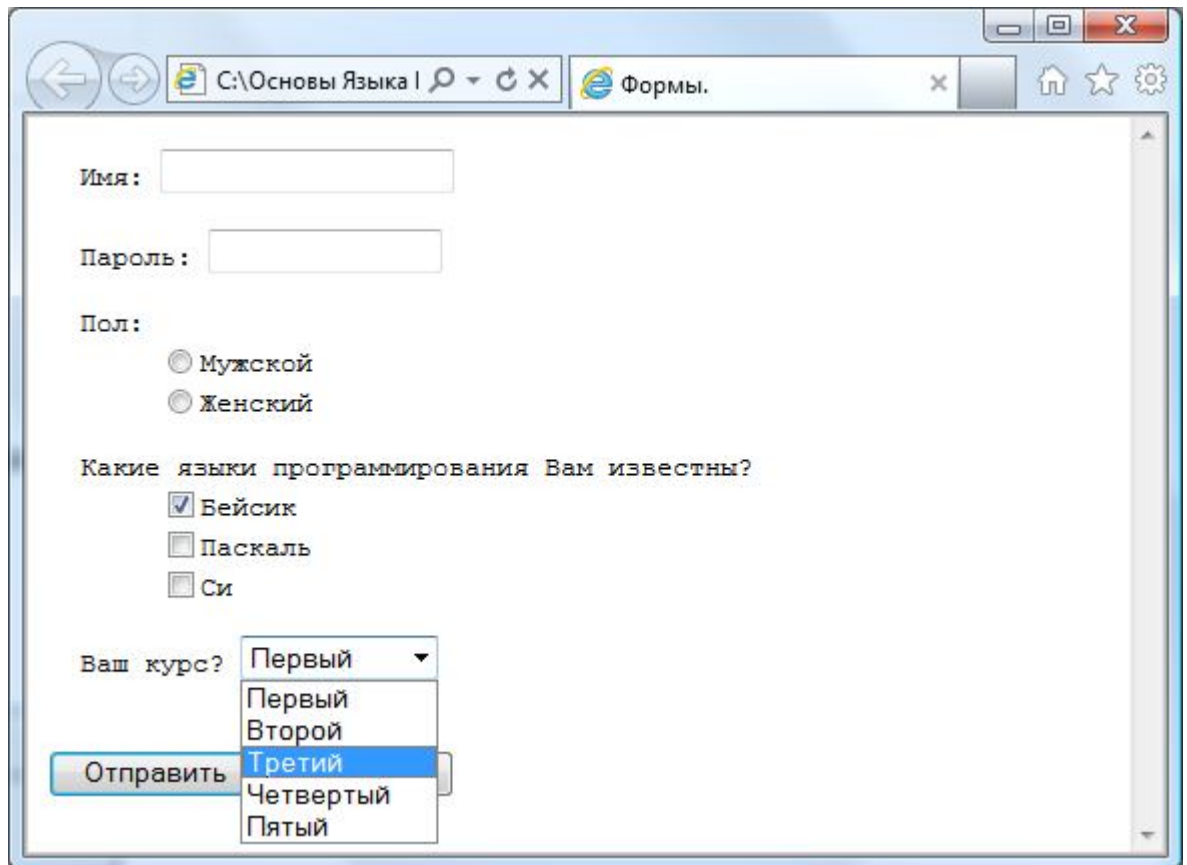 C:\Основы Языка
Формы.
Имя:
Пароль:
Пол:
Мужской
Женский
Какие языки программирования Вам известны?
Бейсик
Паскаль
Си
Ваш курс? Первый
Первый
Второй
Третий
Четвертый
Пятый
Отправить